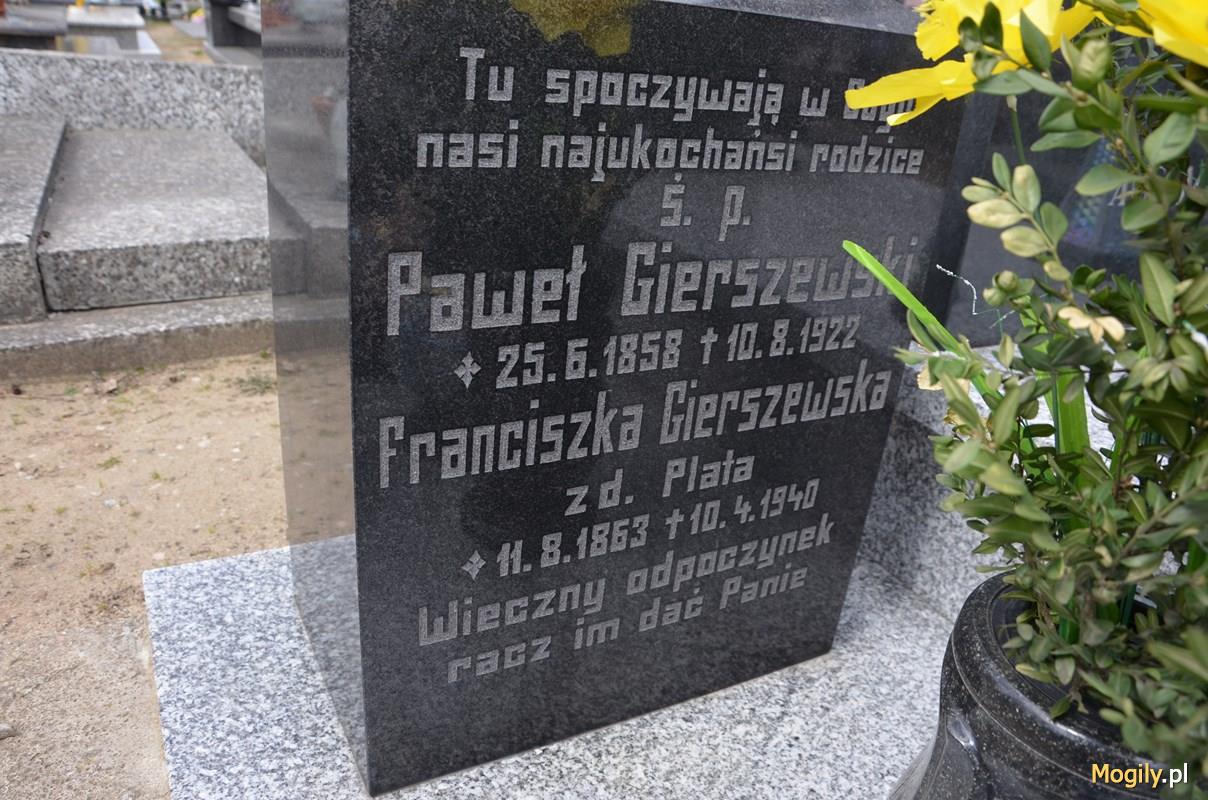 Tu spoczywają w Bogu
nasi najukochańsi rodzice
Ś. p.
Paweł Gierszewski
25.6.1858 † 10.8.1922
Franciszka Gierszewska
z d. Plata
11.8.1863 † 10.4.1940
Wieczny odpoczynek
racz im dać Panie
Mogily.pl